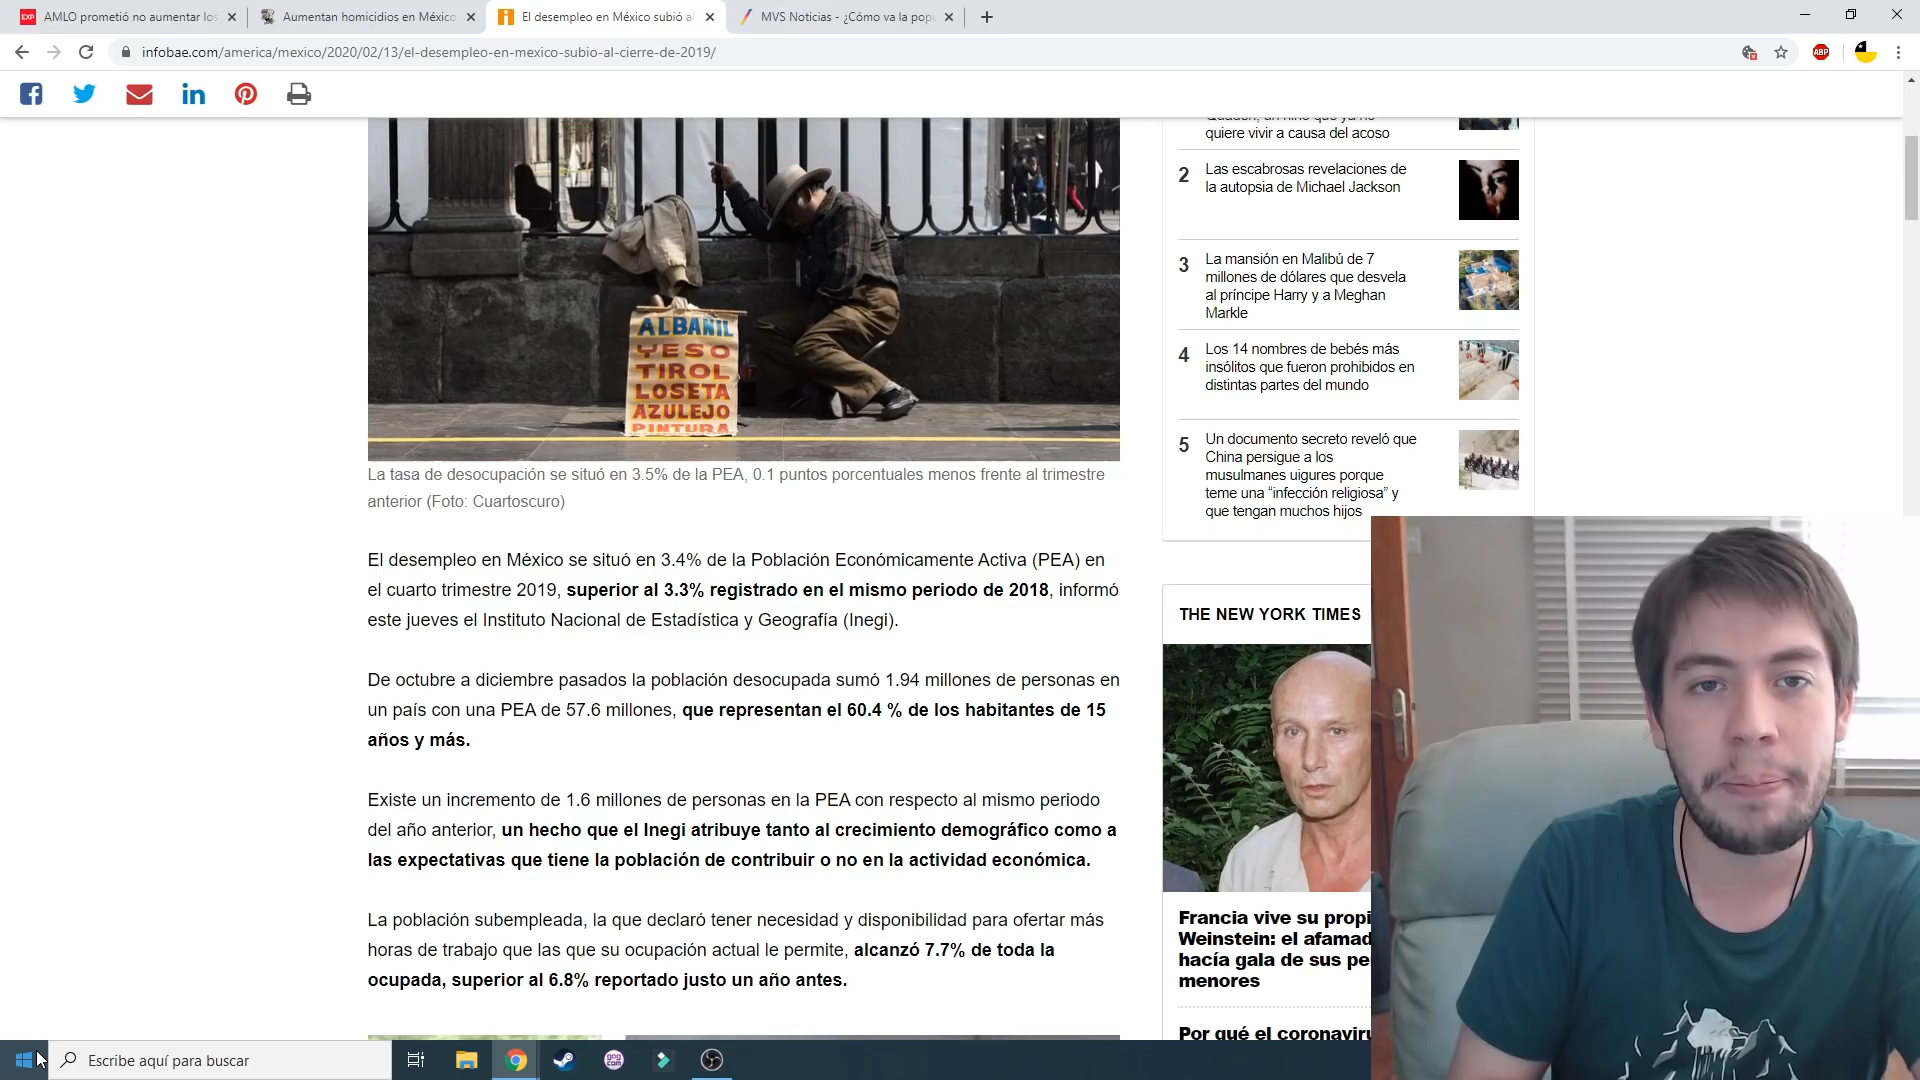 AMLO prometió no aumentar los
Aumentan homicidios en México
El desempleo en México subió al
MVS Noticias - ¿Cómo va la popu
infobae.com/america/mexico/2020/02/13/el-desempleo-en-mexico-subio-al-cierre-de-2019/
ABP
quiere vivir a causa del acoso
2
Las escabrosas revelaciones de
la autopsia de Michael Jackson
3
La mansión en Malibú de 7
millones de dólares que desvela
al príncipe Harry y a Meghan
Markle
4
Los 14 nombres de bebés más
insólitos que fueron prohibidos en
distintas partes del mundo
5
Un documento secreto reveló que
China persigue a los
musulmanes uigures porque
teme una “infección religiosa” y
que tengan muchos hijos
ALBAÑIL
YESO
TIROL
LOSETA
AZULEJO
PINTURA
La tasa de desocupación se situó en 3.5% de la PEA, 0.1 puntos porcentuales menos frente al trimestre
anterior (Foto: Cuartoscuro)
El desempleo en México se situó en 3.4% de la Población Económicamente Activa (PEA) en
el cuarto trimestre 2019, superior al 3.3% registrado en el mismo periodo de 2018, informó
este jueves el Instituto Nacional de Estadística y Geografía (Inegi).
De octubre a diciembre pasados la población desocupada sumó 1.94 millones de personas en
un país con una PEA de 57.6 millones, que representan el 60.4 % de los habitantes de 15
años y más.
Existe un incremento de 1.6 millones de personas en la PEA con respecto al mismo periodo
del año anterior, un hecho que el Inegi atribuye tanto al crecimiento demográfico como a
las expectativas que tiene la población de contribuir o no en la actividad económica.
La población subempleada, la que declaró tener necesidad y disponibilidad para ofertar más
horas de trabajo que las que su ocupación actual le permite, alcanzó 7.7% de toda la
ocupada, superior al 6.8% reportado justo un año antes.
THE NEW YORK TIMES
Francia vive su propi
Weinstein: el afamad
hacía gala de sus pe
menores
Por qué el coronaviru
Escribe aquí para buscar